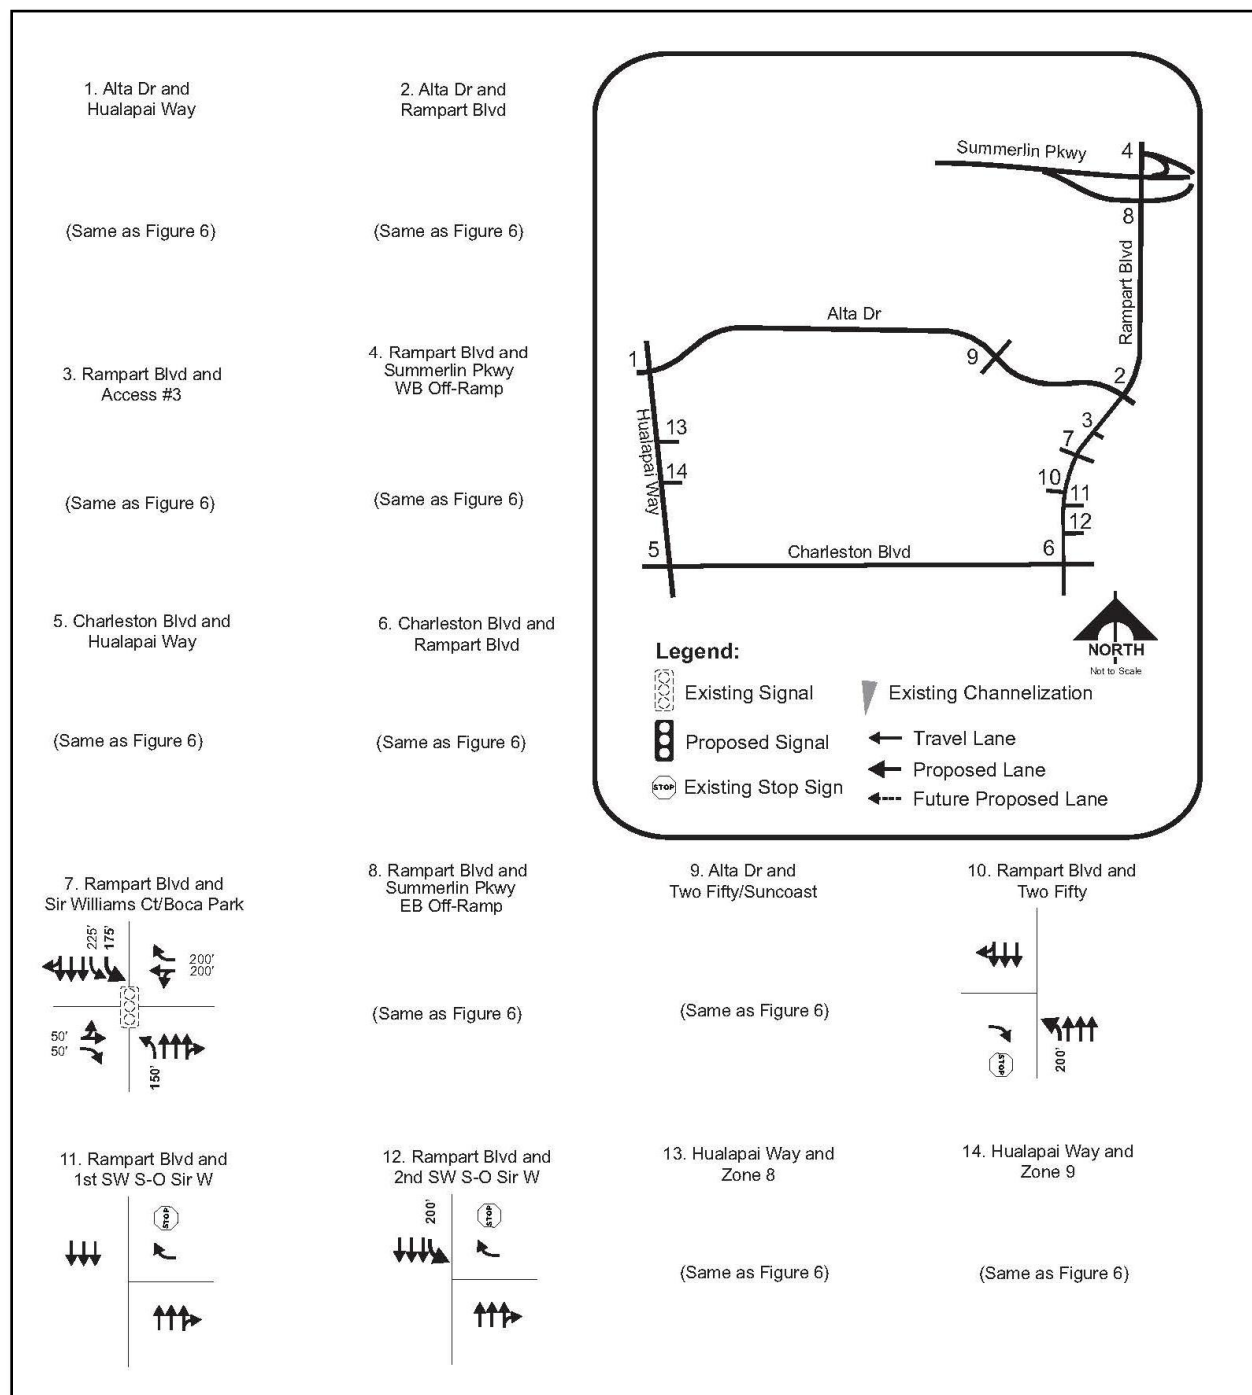 1. Alta Dr and
Hualapai Way
(Same as Figure 6)
2. Alta Dr and
Rampart Blvd
(Same as Figure 6)
3. Rampart Blvd and
Access #3
(Same as Figure 6)
4. Rampart Blvd and
Summerlin Pkwy
WB Off-Ramp
(Same as Figure 6)
5. Charleston Blvd and
Hualapai Way
(Same as Figure 6)
6. Charleston Blvd and
Rampart Blvd
(Same as Figure 6)
Summerlin Pkwy
4
8
Rampart Blvd
Alta Dr
9
1
2
3
7
Hualapai Way
13
14
10
11
12
5
Charleston Blvd
6
NORTH
Not to Scale
Legend:
Existing Signal
Proposed Signal
STOP
Existing Stop Sign
Existing Channelization
Travel Lane
Proposed Lane
Future Proposed Lane
7. Rampart Blvd and
Sir Williams Ct/Boca Park
225'
175'
200'
200'
50'
50'
150'
8. Rampart Blvd and
Summerlin Pkwy
EB Off-Ramp
(Same as Figure 6)
9. Alta Dr and
Two Fifty/Suncoast
(Same as Figure 6)
10. Rampart Blvd and
Two Fifty
STOP
200'
11. Rampart Blvd and
1st SW S-O Sir W
STOP
12. Rampart Blvd and
2nd SW S-O Sir W
200'
STOP
13. Hualapai Way and
Zone 8
(Same as Figure 6)
14. Hualapai Way and
Zone 9
(Same as Figure 6)